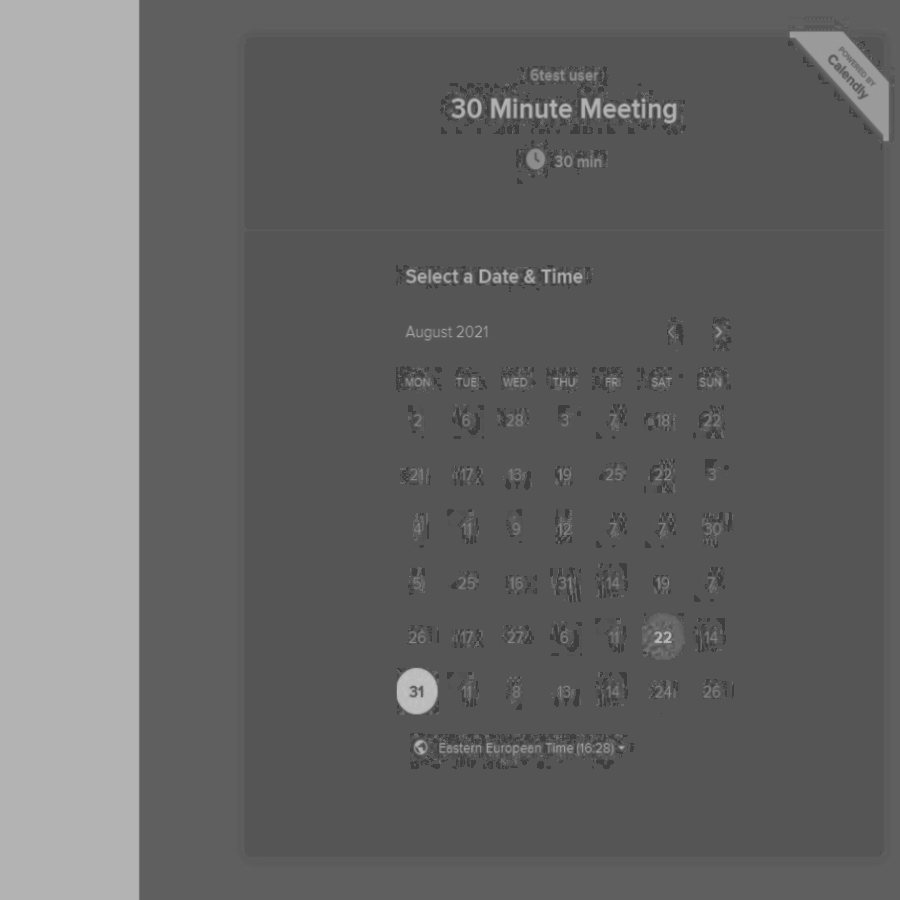 6test user
POWERED BY
Calendly
30 Minute Meeting
30 min
Select a Date & Time
August 2021
MON TUE WED THU FRI SAT SUN
2 6 28 3 7 18 22
21 17 13 19 25 22 3
4 11 9 12 7 7 30
5 25 16 31 14 19 7
26 17 27 6 11 22 14
31 11 8 13 14 24 26
Eastern European Time (16:28)